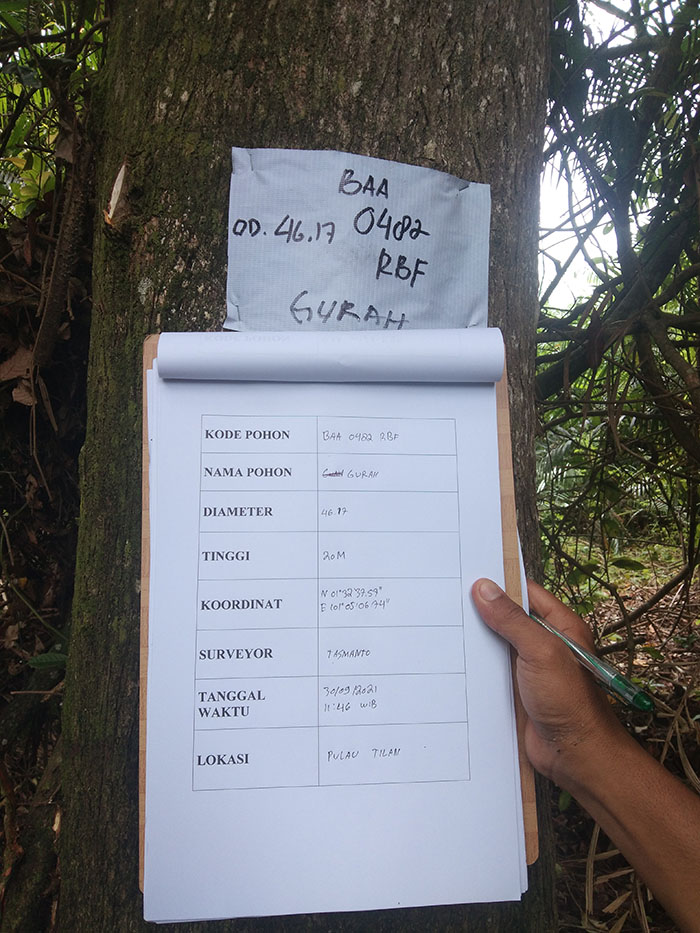 BAA
OD. 46.17 0482
RBF
GURAH
KODE POHON BAA 0482 RBF
NAMA POHON GURAH
DIAMETER 46.17
TINGGI 20M
KOORDINAT N 01°32'37.59"
E 101°05'06.74"
SURVEYOR TASMANTO
TANGGAL 30/09/2021
WAKTU 11:46 WIB
LOKASI PULAU TILAN